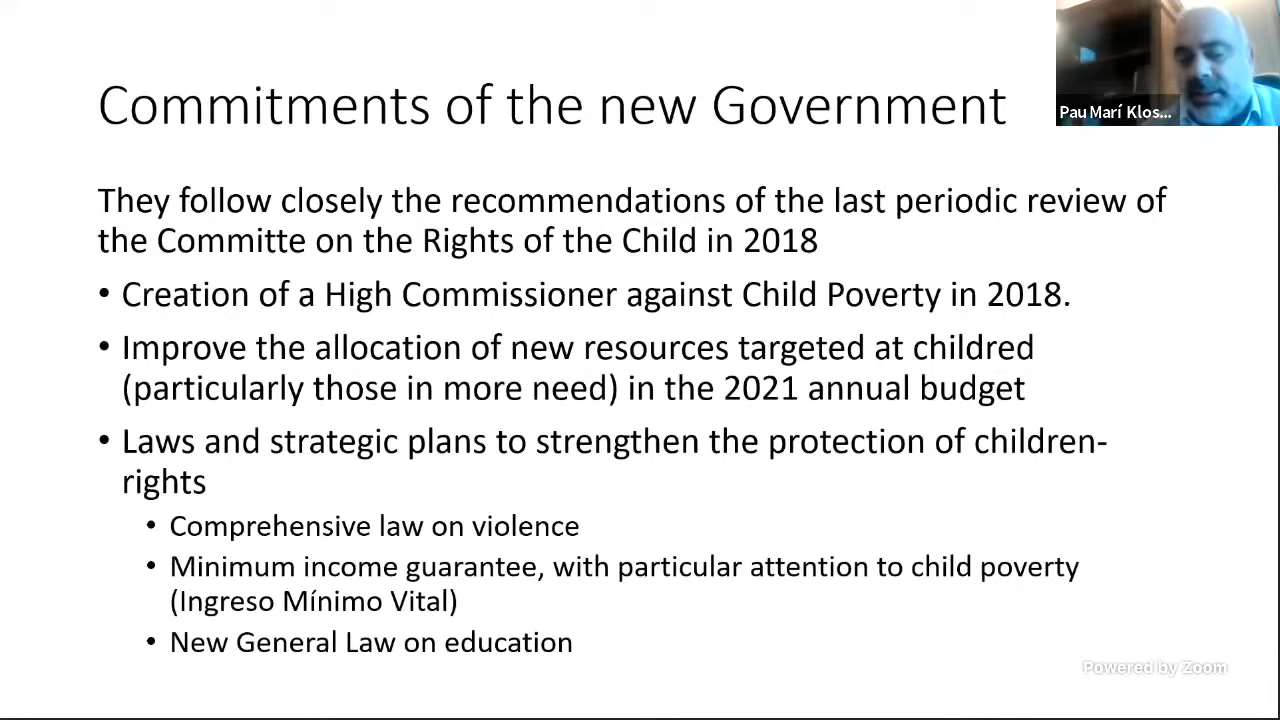 Commitments of the new Government
Pau Marí Klos...
They follow closely the recommendations of the last periodic review of
the Committe on the Rights of the Child in 2018
• Creation of a High Commissioner against Child Poverty in 2018.
• Improve the allocation of new resources targeted at childred
(particularly those in more need) in the 2021 annual budget
• Laws and strategic plans to strengthen the protection of children-
rights
• Comprehensive law on violence
• Minimum income guarantee, with particular attention to child poverty
(Ingreso Mínimo Vital)
• New General Law on education
Powered by Zoom